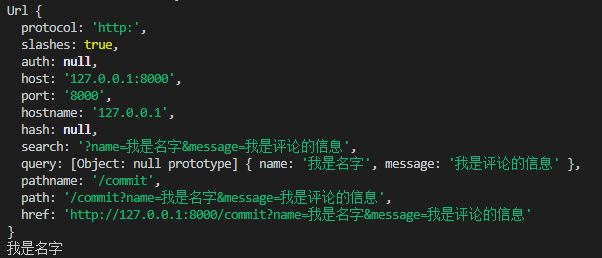 Url {
  protocol: 'http:',
  slashes: true,
  auth: null,
  host: '127.0.0.1:8000',
  port: '8000',
  hostname: '127.0.0.1',
  hash: null,
  search: '?name=我是名字&message=我是评论的信息',
  query: [Object: null prototype] { name: '我是名字', message: '我是评论的信息' },
  pathname: '/commit',
  path: '/commit?name=我是名字&message=我是评论的信息',
  href: 'http://127.0.0.1:8000/commit?name=我是名字&message=我是评论的信息'
}
我是名字